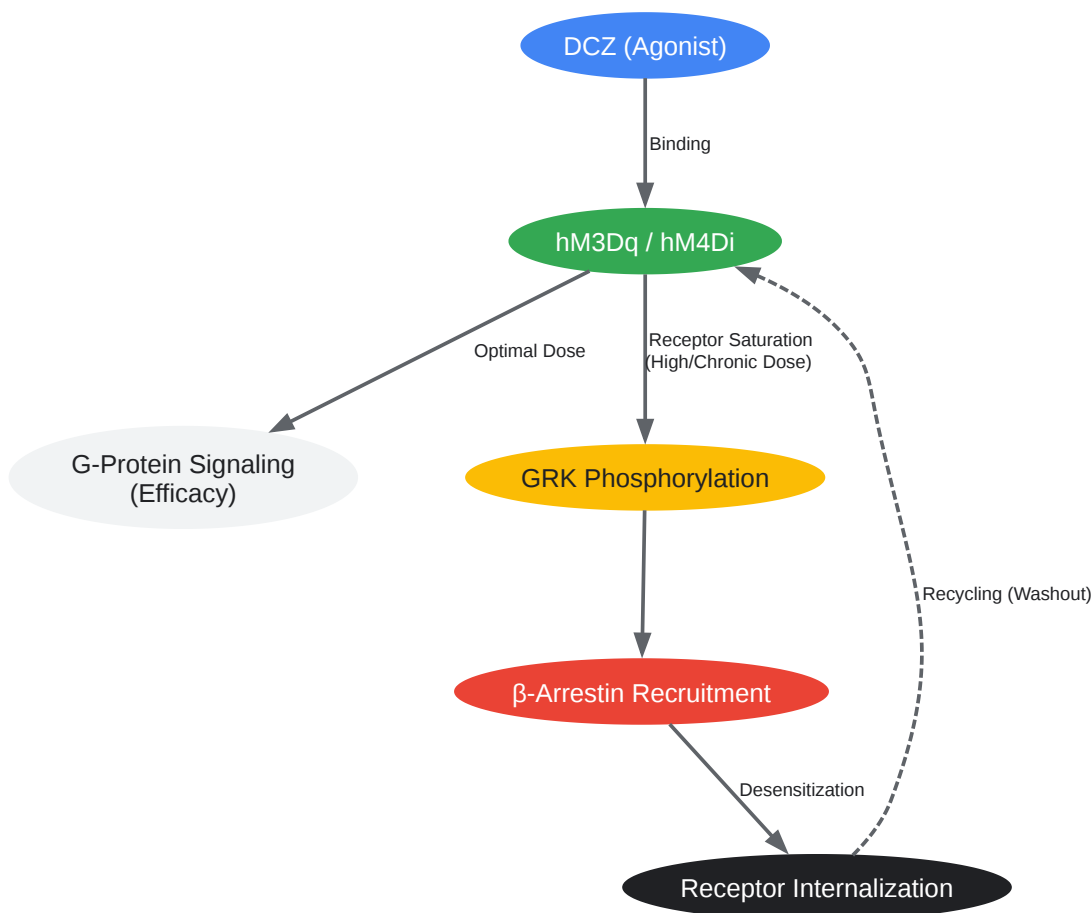 DCZ (Agonist)
Binding
hM3Dq / hM4Di
Optimal Dose
Receptor Saturation
(High/Chronic Dose)
G-Protein Signaling
(Efficacy)
GRK Phosphorylation
Recycling (Washout)
β-Arrestin Recruitment
Desensitization
Receptor Internalization